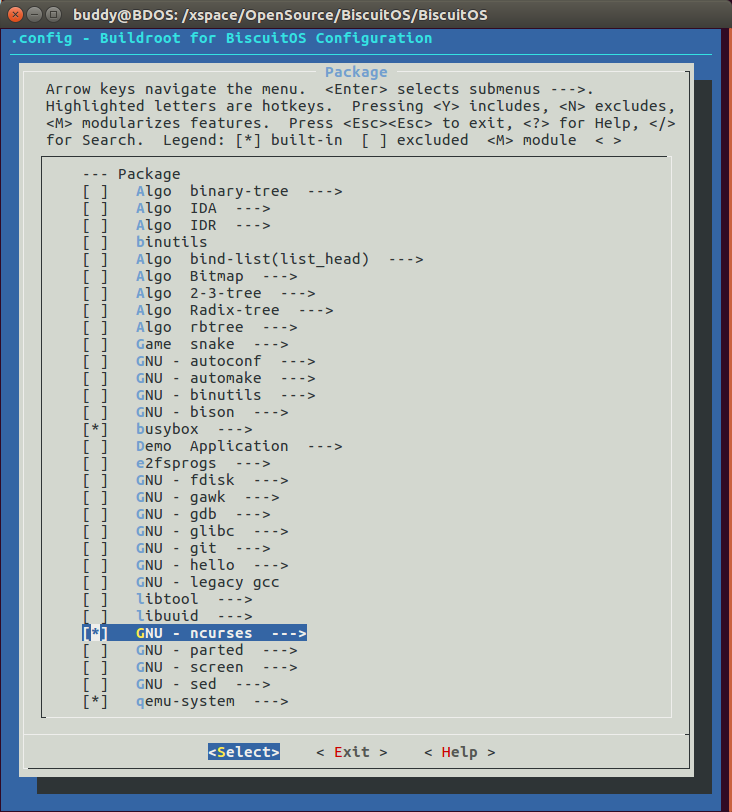 buddy@BDOS: /xspace/OpenSource/BiscuitOS/BiscuitOS
.config - Buildroot for BiscuitOS Configuration
Package
Arrow keys navigate the menu.  <Enter> selects submenus --->.
Highlighted letters are hotkeys.  Pressing <Y> includes, <N> excludes,
<M> modularizes features.  Press <Esc><Esc> to exit, <?> for Help, </>
for Search.  Legend: [*] built-in  [ ] excluded  <M> module  < >
--- Package
[ ]   Algo  binary-tree  --->
[ ]   Algo  IDA  --->
[ ]   Algo  IDR  --->
[ ]   binutils
[ ]   Algo  bind-list(list_head)  --->
[ ]   Algo  Bitmap  --->
[ ]   Algo  2-3-tree  --->
[ ]   Algo  Radix-tree  --->
[ ]   Algo  rbtree  --->
[ ]   Game  snake  --->
[ ]   GNU - autoconf  --->
[ ]   GNU - automake  --->
[ ]   GNU - binutils  --->
[ ]   GNU - bison  --->
[*]   busybox  --->
[ ]   Demo  Application  --->
[ ]   e2fsprogs  --->
[ ]   GNU - fdisk  --->
[ ]   GNU - gawk  --->
[ ]   GNU - gdb  --->
[ ]   GNU - glibc  --->
[ ]   GNU - git  --->
[ ]   GNU - hello  --->
[ ]   GNU - legacy gcc
[ ]   libtool  --->
[ ]   libuuid  --->
[*]   GNU - ncurses  --->
[ ]   GNU - parted  --->
[ ]   GNU - screen  --->
[ ]   GNU - sed  --->
[*]   qemu-system  --->
<Select>    < Exit >    < Help >